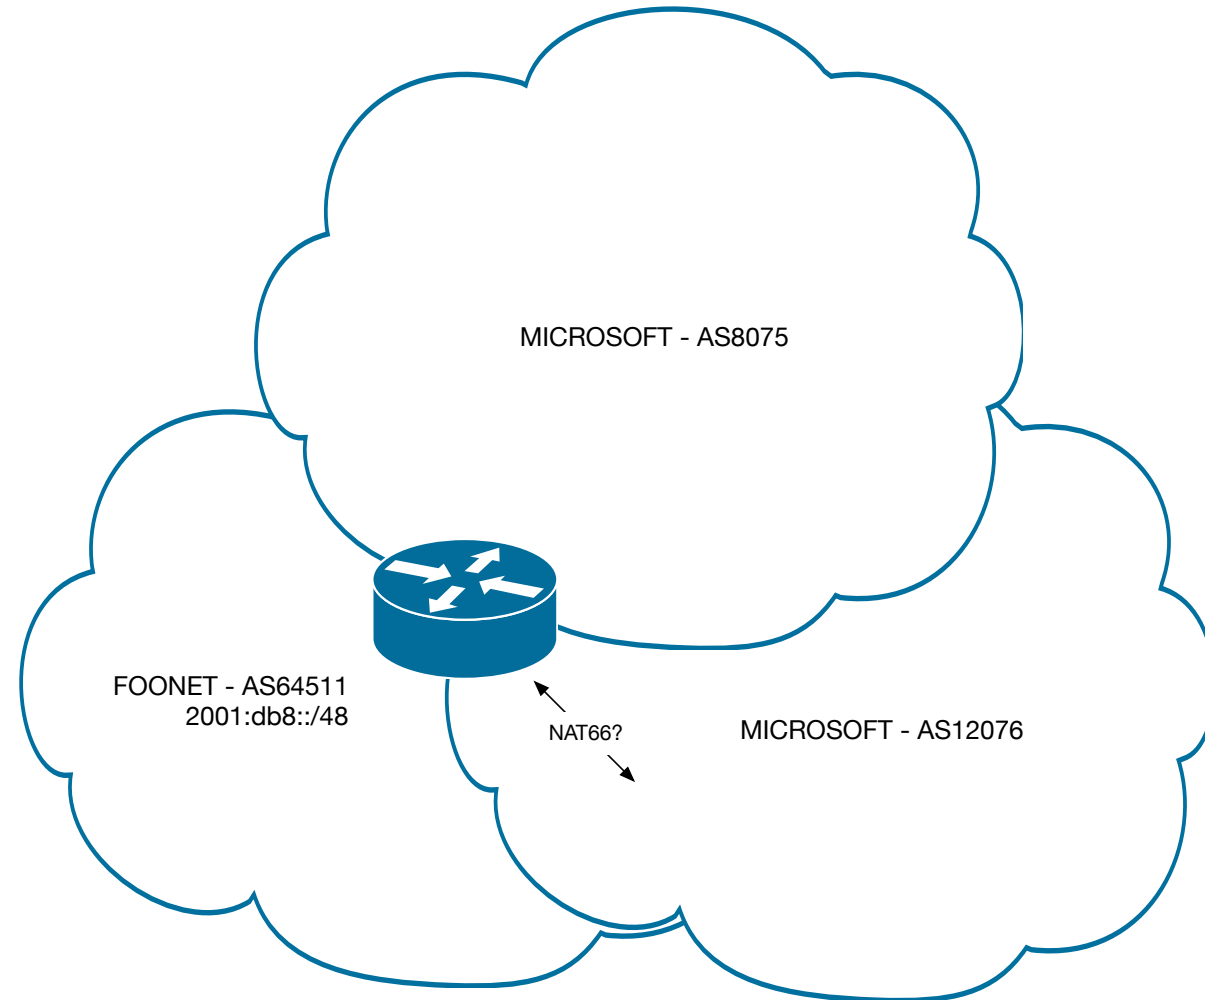 MICROSOFT - AS8075
FOONET - AS64511
2001:db8::/48
NAT66?
MICROSOFT - AS12076